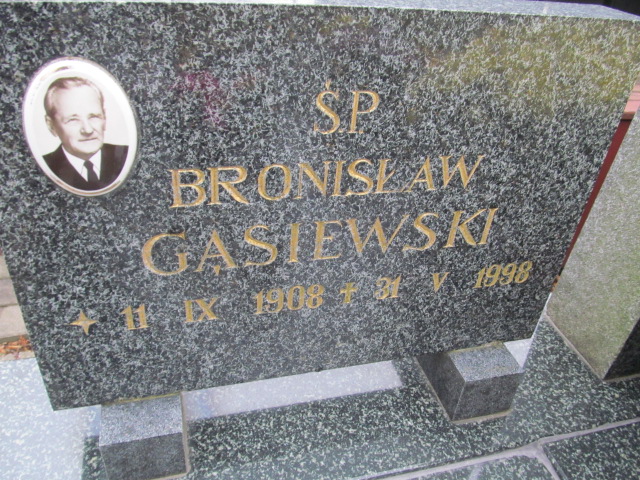 ŚP
BRONISŁAW
GĄSIEWSKI
11 IX 1908 ✝ 31 V 1998